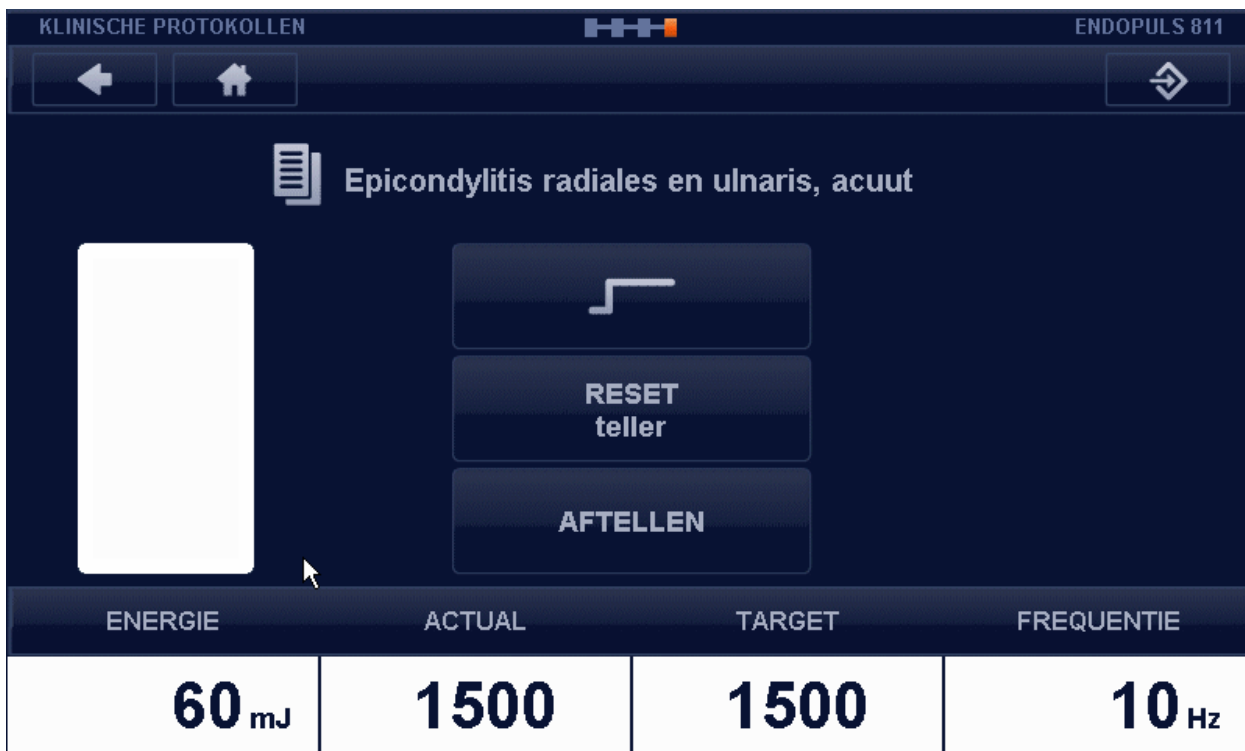 KLINISCHE PROTOKOLLEN
ENDOPULS 811
Epicondylitis radiales en ulnaris, acuut
RESET
teller
AFTELLEN
ENERGIE
ACTUAL
TARGET
FREQUENTIE
60 mJ
1500
1500
10 Hz